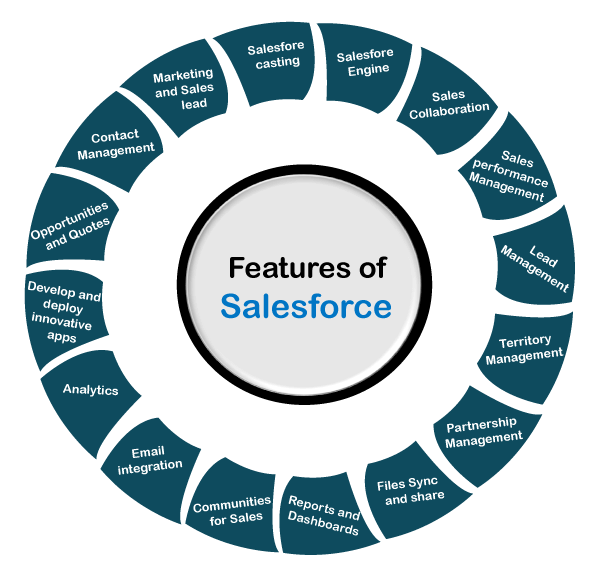 Features of
Salesforce
Salesfore
casting
Salesfore
Engine
Sales
Collaboration
Sales
performance
Management
Lead
Management
Territory
Management
Partnership
Management
Files Sync
and share
Reports and
Dashboards
Communities
for Sales
Email
integration
Analytics
Develop and
deploy
innovative
apps
Opportunities
and Quotes
Contact
Management
Marketing
and Sales
lead